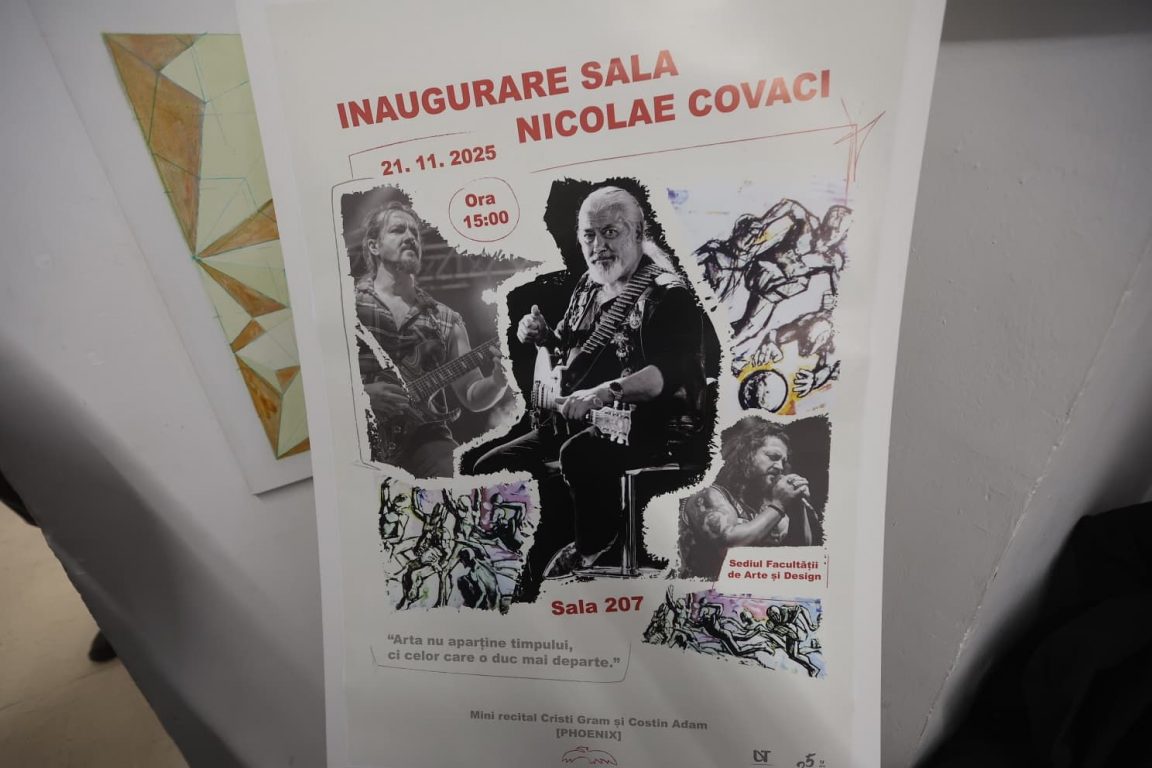 INAUGURARE SALA
NICOLAE COVACI
21. 11. 2025
Ora
15:00
Sediul Facultății
de Arte și Design
Sala 207
“Arta nu aparține timpului,
ci celor care o duc mai departe.”
Mini recital Cristi Gram și Costin Adam
[PHOENIX]